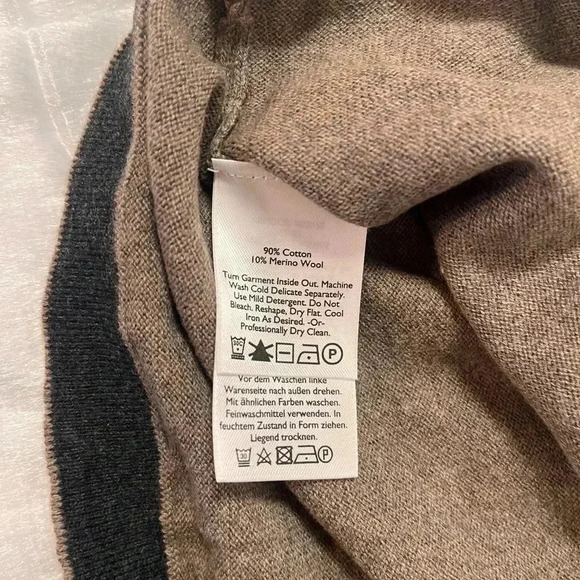 90% Cotton
10% Merino Wool
Turn Garment Inside Out. Machine
Wash Cold Delicate Separately.
Use Mild Detergent. Do Not
Bleach. Reshape, Dry Flat. Cool
Iron As Desired. -Or-
Professionally Dry Clean.
P
Vor dem Waschen linke
Warenseite nach außen drehen.
Mit ähnlichen Farben waschen.
Feinwaschmittel verwenden. In
feuchtem Zustand in Form ziehen.
Liegend trocknen.
30 P